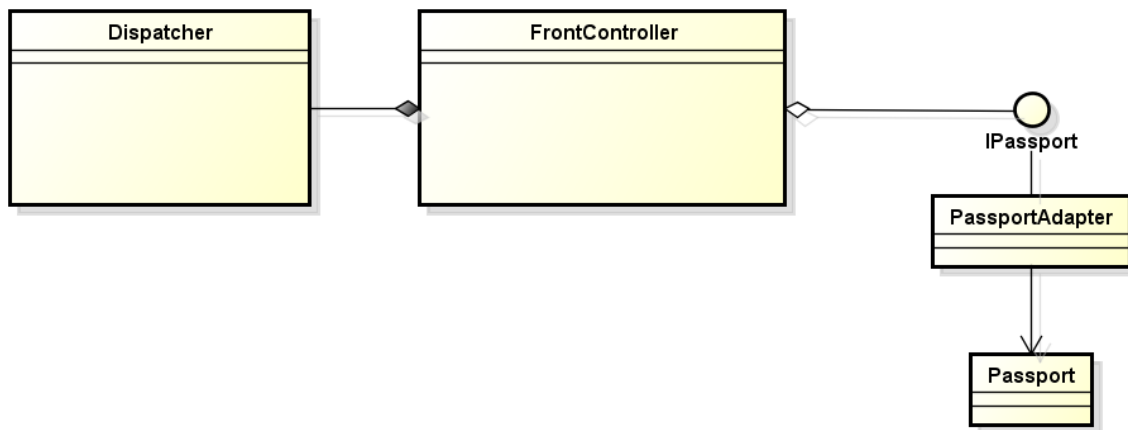 Dispatcher
FrontController
IPassport
PassportAdapter
Passport